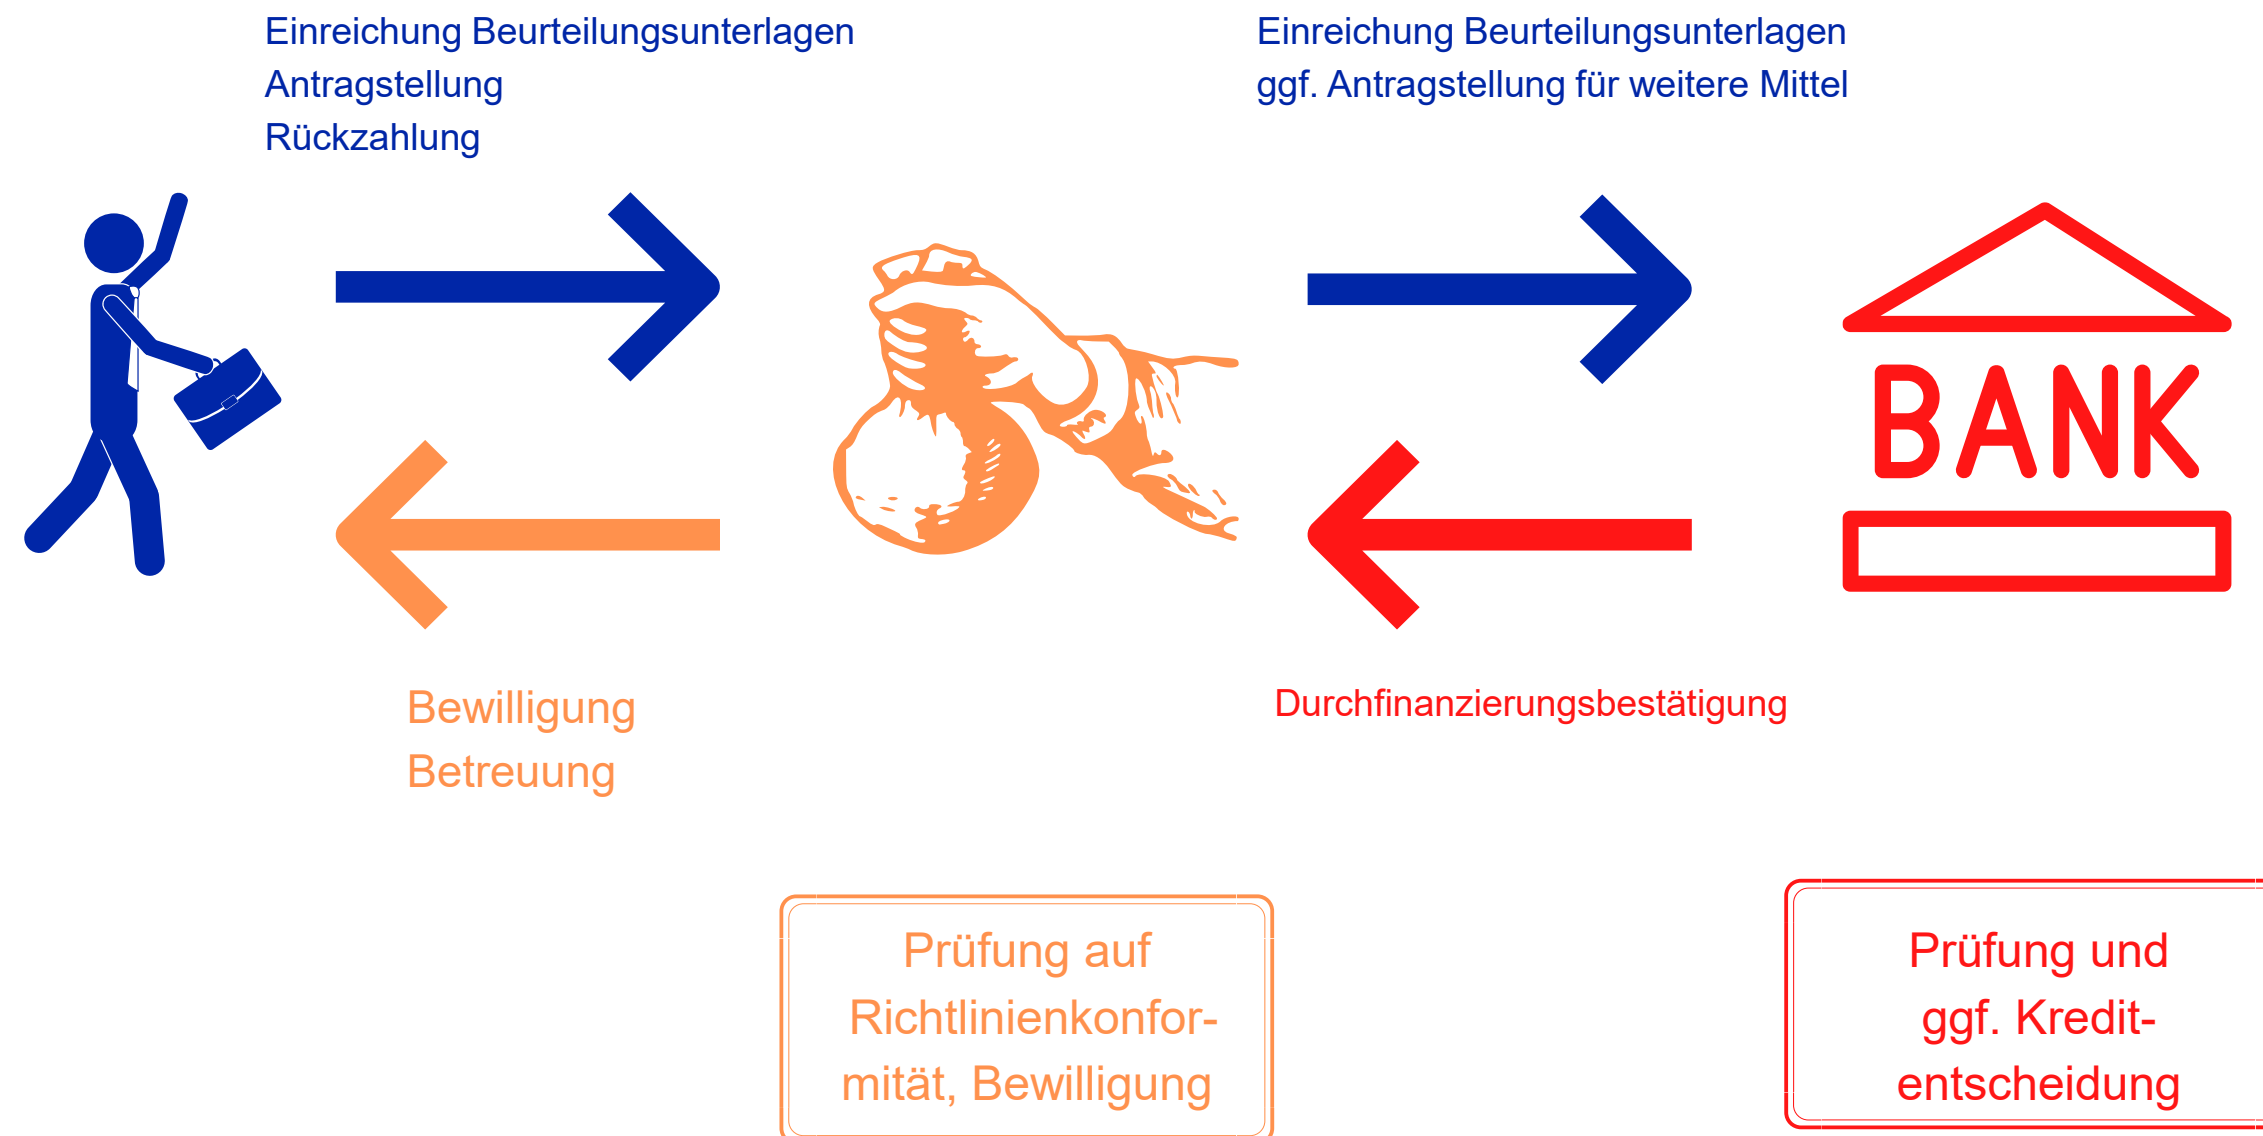 Einreichung Beurteilungsunterlagen
Antragstellung
Rückzahlung
Einreichung Beurteilungsunterlagen
ggf. Antragstellung für weitere Mittel
BANK
Bewilligung
Betreuung
Durchfinanzierungsbestätigung
Prüfung auf
Richtlinienkonfor-
mität, Bewilligung
Prüfung und
ggf. Kredit-
entscheidung